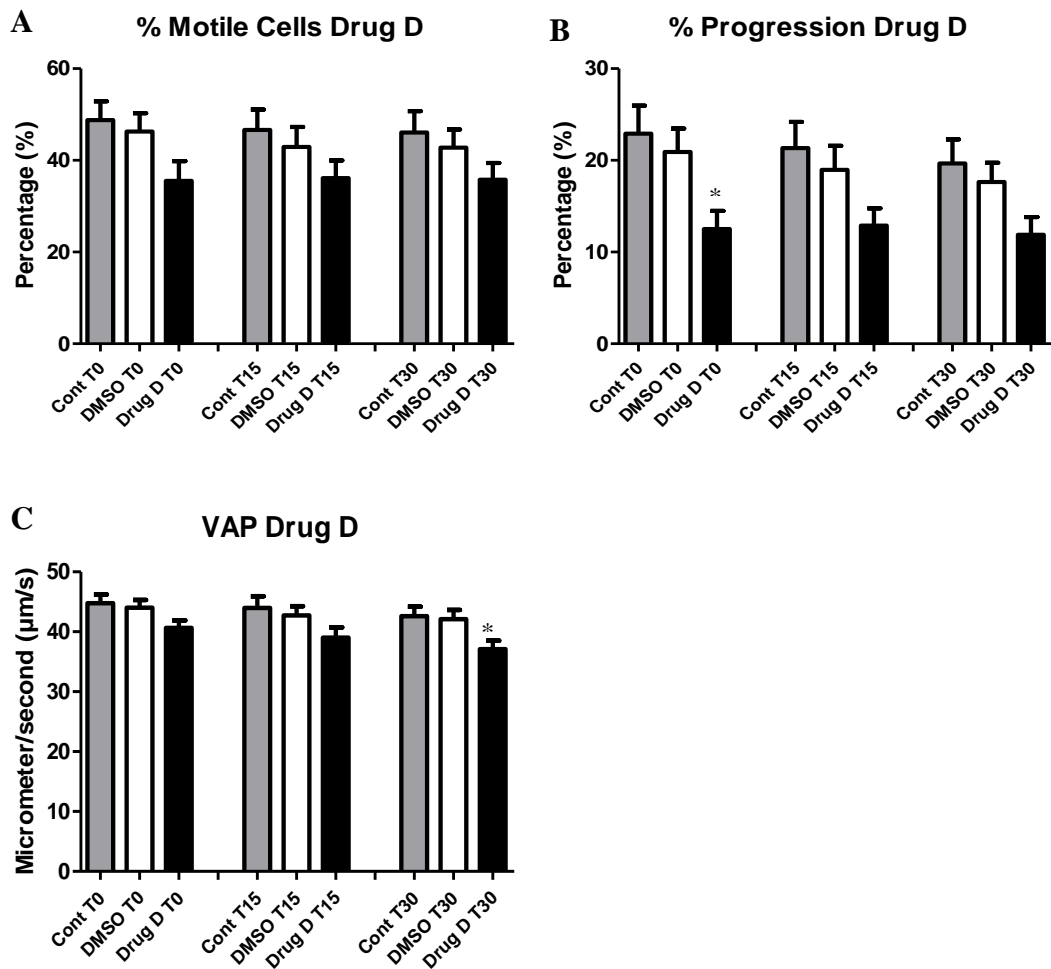 A
% Motile Cells Drug D
Percentage (%)
60
40
20
0
Cont T0
DMSO T0
Drug D T0
Cont T15
DMSO T15
Drug D T15
Cont T30
DMSO T30
Drug D T30
B
% Progression Drug D
Percentage (%)
30
20
10
0
*
Cont T0
DMSO T0
Drug D T0
Cont T15
DMSO T15
Drug D T15
Cont T30
DMSO T30
Drug D T30
C
VAP Drug D
Micrometer/second (µm/s)
50
40
30
20
10
0
*
Cont T0
DMSO T0
Drug D T0
Cont T15
DMSO T15
Drug D T15
Cont T30
DMSO T30
Drug D T30